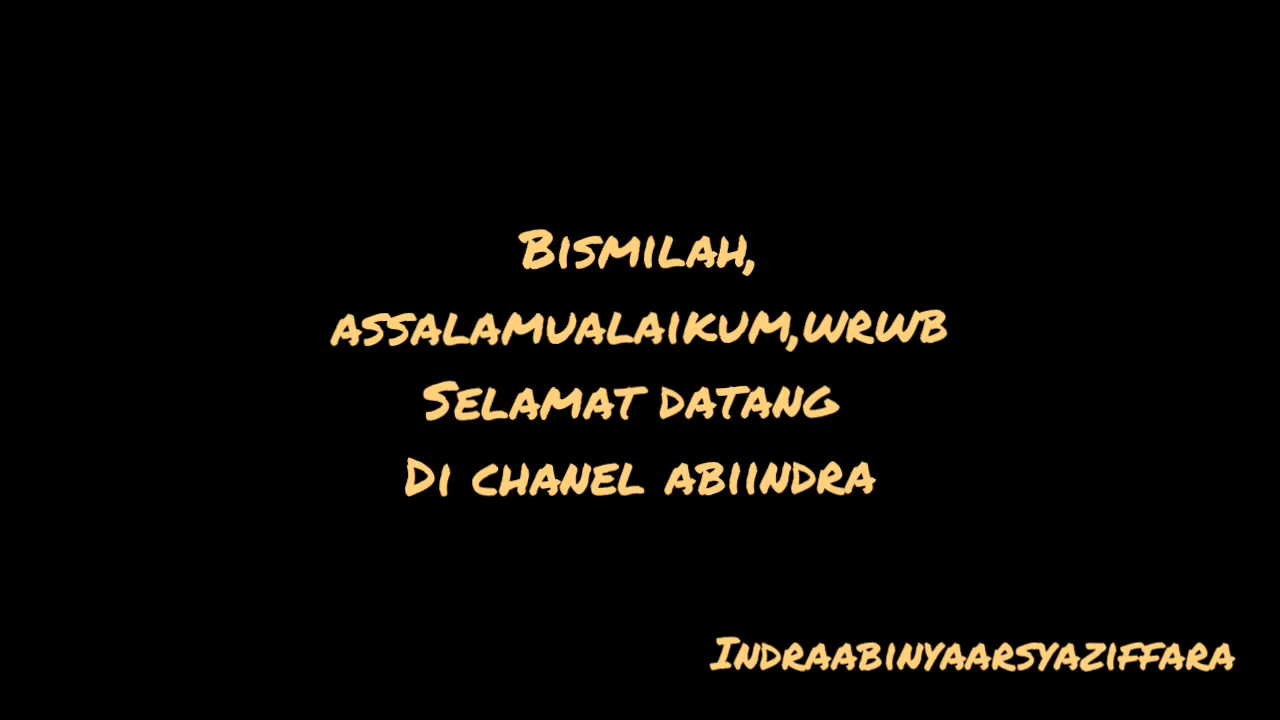 Bismilah,
assalamualaikum,wrwb
Selamat datang
Di chanel abiindra
Indraabinyaarsyaziffara